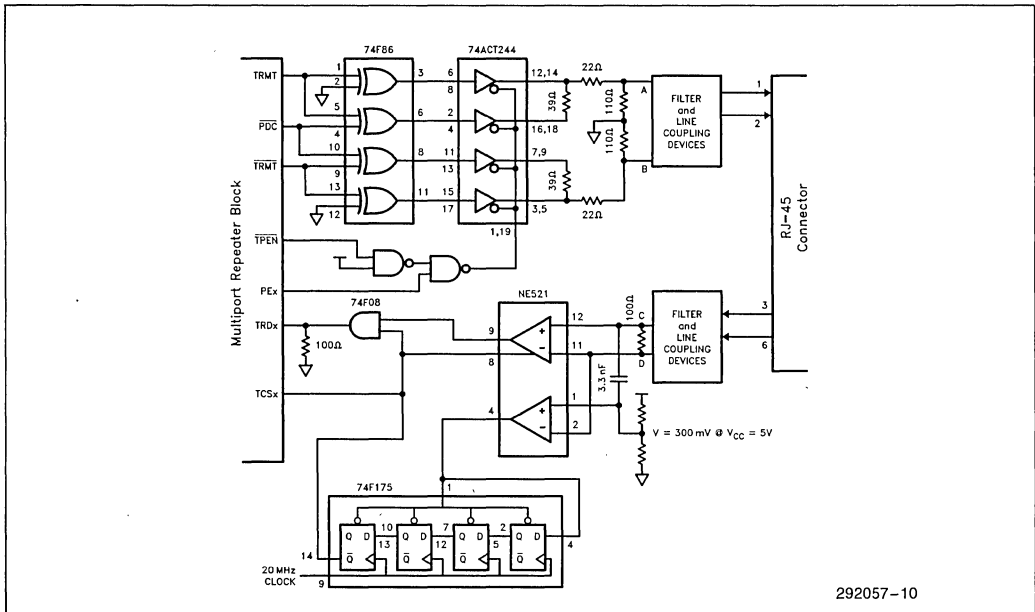 74F86
74ACT244
TRMT
1
2
3
6
8
12,14
22Ω
A
39Ω
110Ω
FILTER
and
LINE
COUPLING
DEVICES
1
2
5
4
6
2
4
16,18
PDC
10
9
8
11
13
7,9
39Ω
110Ω
B
TRMT
13
12
11
15
17
3,5
22Ω
1,19
TPEN
PEx
Multiport Repeater Block
RJ-45
Connector
74F08
NE521
TRDx
100Ω
9
8
12
11
100Ω
C
D
FILTER
and
LINE
COUPLING
DEVICES
3
6
3.3 nF
TCSx
4
1
2
V = 300 mV @ VCC = 5V
74F175
1
Q D
10
13
Q D
7
12
Q D
2
5
Q D
4
Q
Q
Q
Q
14
20 MHz
CLOCK
9
292057-10